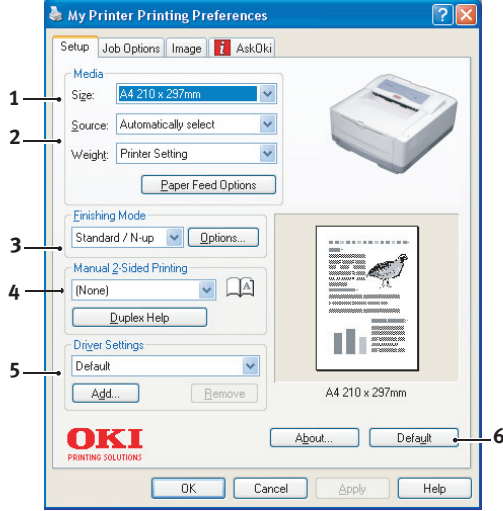 My Printer Printing Preferences
Setup Job Options Image i AskOki
Media
1
Size: A4 210 x 297mm
2
Source: Automatically select
Weight: Printer Setting
Paper Feed Options
Finishing Mode
3
Standard / N-up Options...
Manual 2-Sided Printing
4
(None) A
Duplex Help
Driver Settings
5
Default
Add... Remove
A4 210 x 297mm
OKI
PRINTING SOLUTIONS
About... Default
6
OK Cancel Apply Help